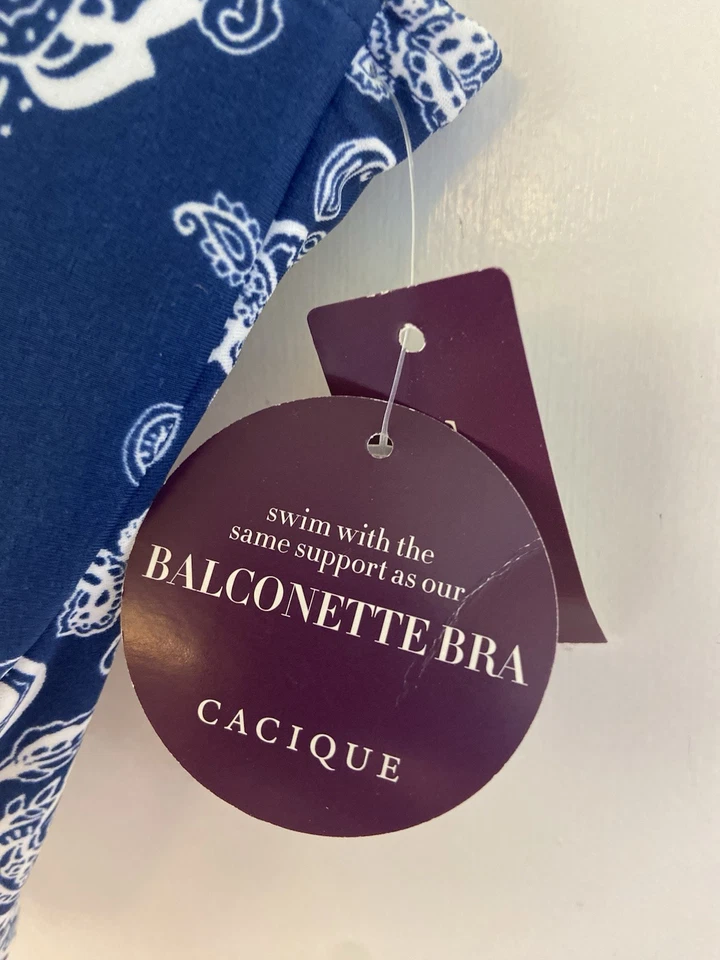 swim with the
same support as our
BALCONETTE BRA
CACIQUE